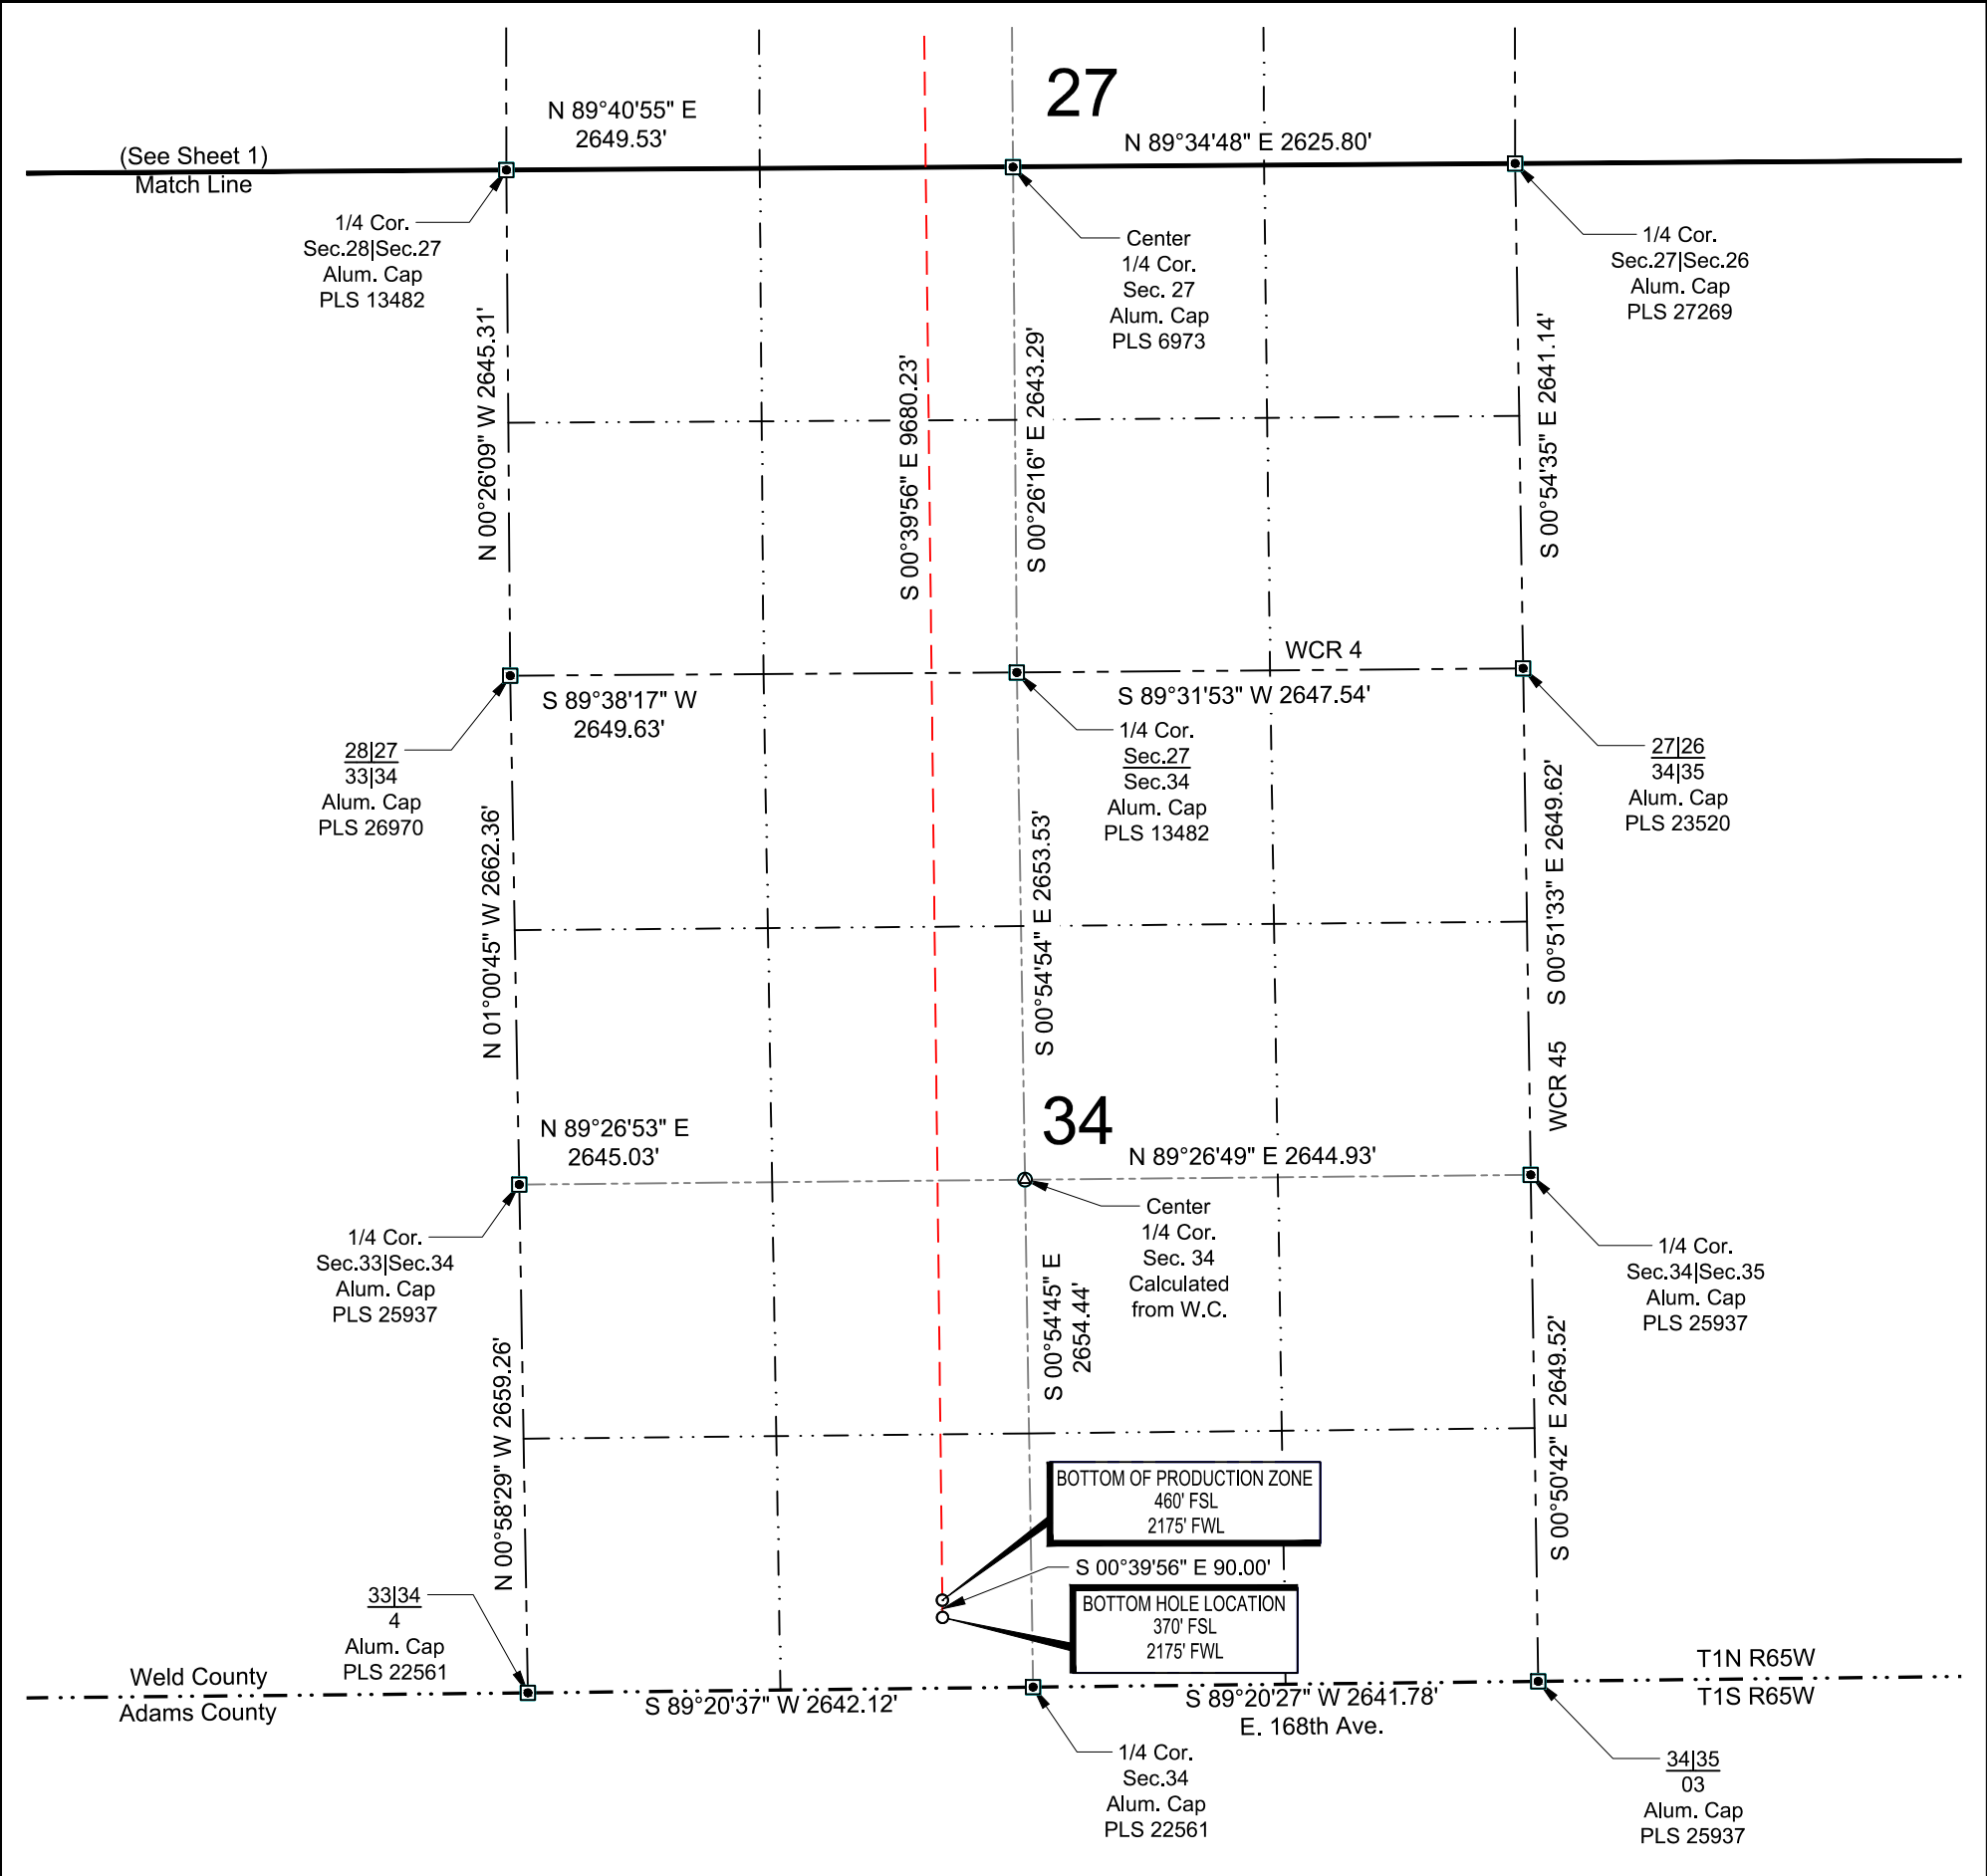 27
N 89°40'55" E
2649.53'
N 89°34'48" E 2625.80'
(See Sheet 1)
Match Line
1/4 Cor.
Sec.28|Sec.27
Alum. Cap
PLS 13482
Center
1/4 Cor.
Sec. 27
Alum. Cap
PLS 6973
1/4 Cor.
Sec.27|Sec.26
Alum. Cap
PLS 27269
N 00°26'09" W 2645.31'
S 00°39'56" E 9680.23'
S 00°26'16" E 2643.29'
S 00°54'35" E 2641.14'
WCR 4
S 89°38'17" W
2649.63'
S 89°31'53" W 2647.54'
28|27
33|34
Alum. Cap
PLS 26970
1/4 Cor.
Sec.27
Sec.34
Alum. Cap
PLS 13482
27|26
34|35
Alum. Cap
PLS 23520
N 01°00'45" W 2662.36'
S 00°54'54" E 2653.53'
S 00°51'33" E 2649.62'
WCR 45
34
N 89°26'53" E
2645.03'
N 89°26'49" E 2644.93'
1/4 Cor.
Sec.33|Sec.34
Alum. Cap
PLS 25937
Center
1/4 Cor.
Sec. 34
Calculated
from W.C.
1/4 Cor.
Sec.34|Sec.35
Alum. Cap
PLS 25937
N 00°58'29" W 2659.26'
S 00°54'45" E
2654.44'
S 00°50'42" E 2649.52'
BOTTOM OF PRODUCTION ZONE
460' FSL
2175' FWL
S 00°39'56" E 90.00'
BOTTOM HOLE LOCATION
370' FSL
2175' FWL
33|34
4
Alum. Cap
PLS 22561
Weld County
Adams County
T1N R65W
T1S R65W
S 89°20'37" W 2642.12'
S 89°20'27" W 2641.78'
E. 168th Ave.
1/4 Cor.
Sec.34
Alum. Cap
PLS 22561
34|35
03
Alum. Cap
PLS 25937